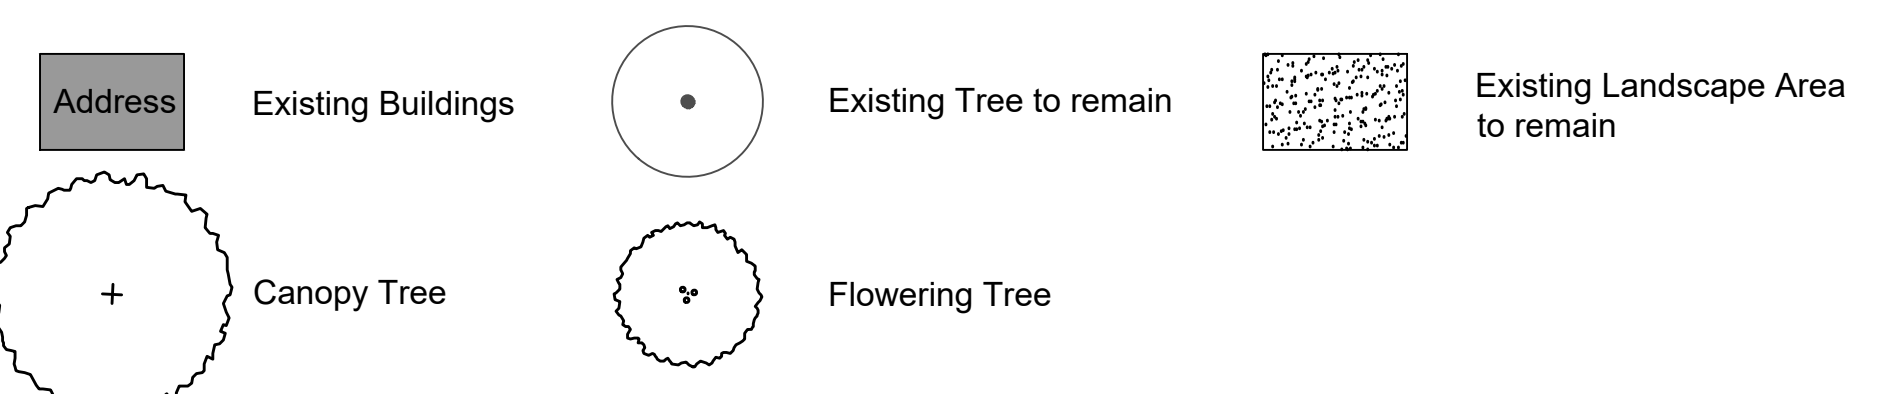 Address
Existing Buildings
Existing Tree to remain
Existing Landscape Area
to remain
Canopy Tree
Flowering Tree